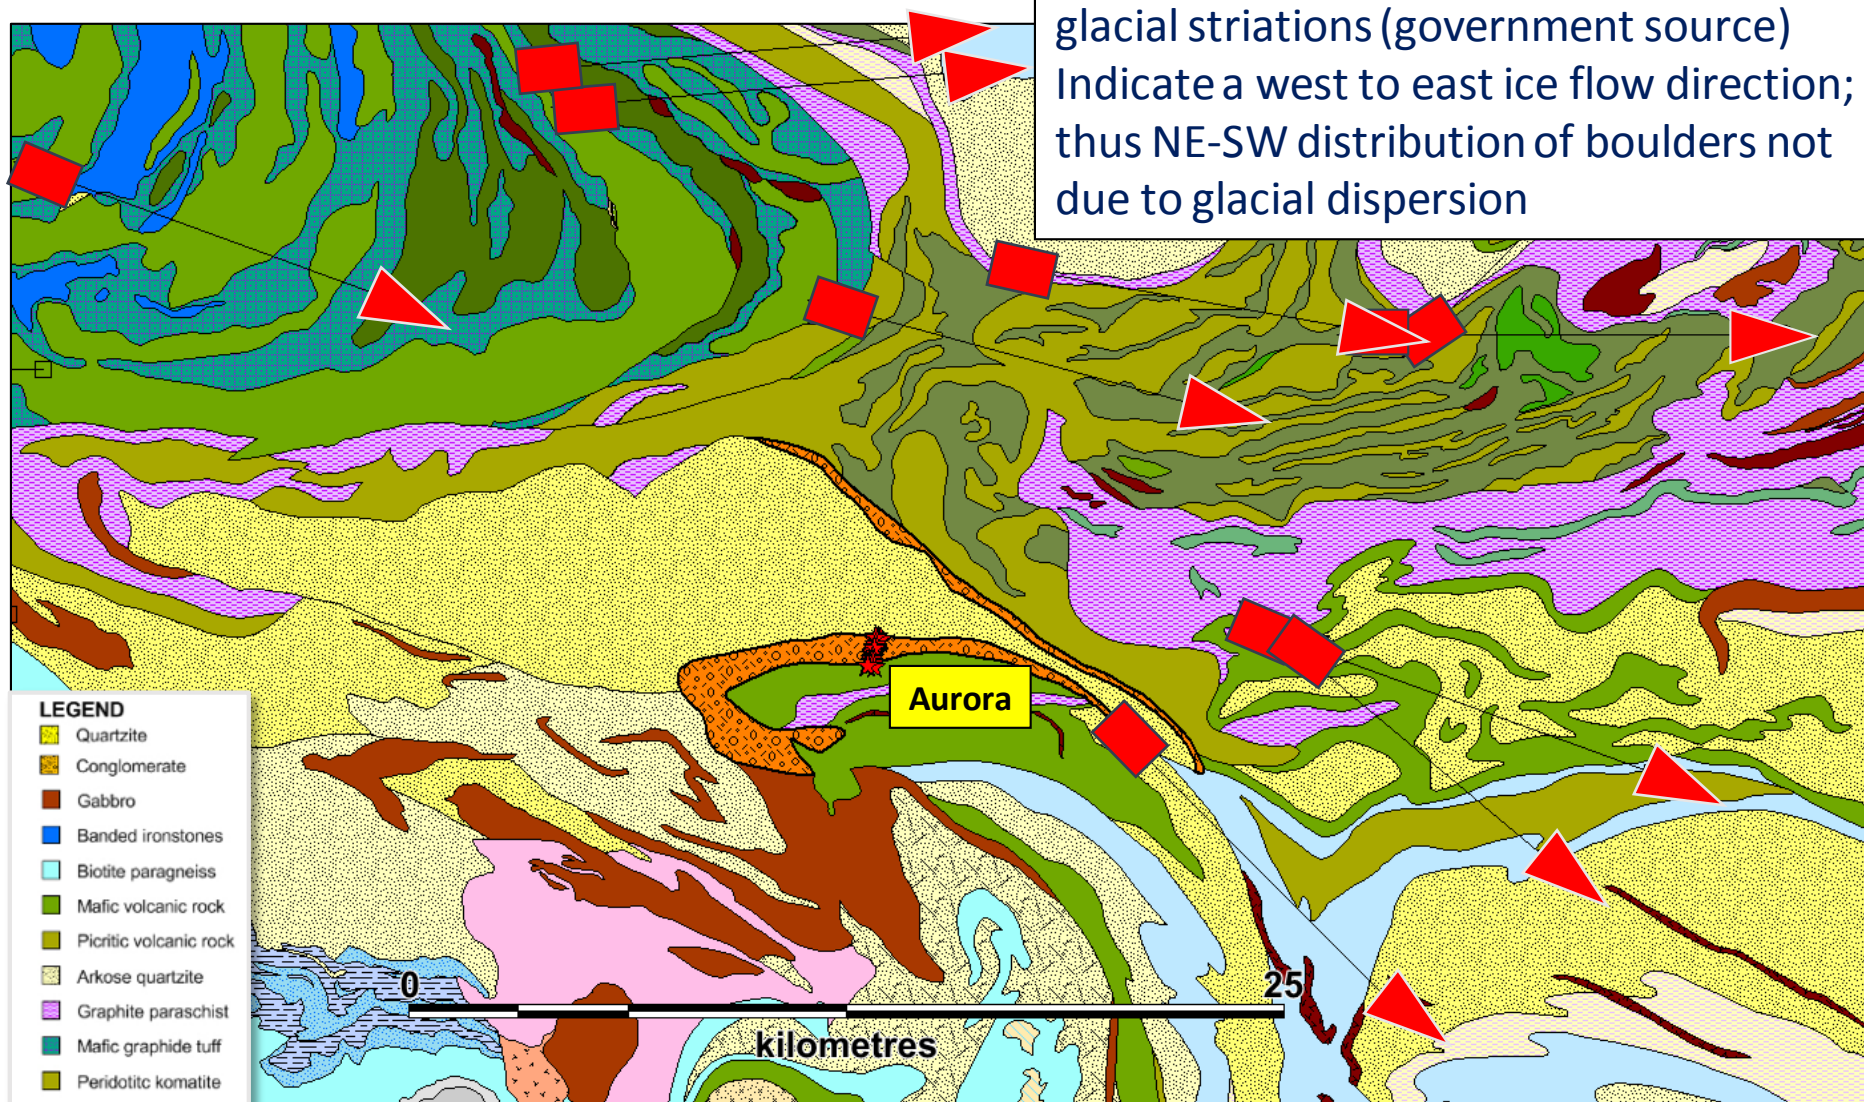 glacial striations (government source)
Indicate a west to east ice flow direction;
thus NE-SW distribution of boulders not
due to glacial dispersion
Aurora
LEGEND
Quartzite
Conglomerate
Gabbro
Banded ironstones
Biotite paragneiss
Mafic volcanic rock
Picritic volcanic rock
Arkose quartzite
Graphite paraschist
Mafic graphide tuff
Peridotitc komatite
0 25
kilometres